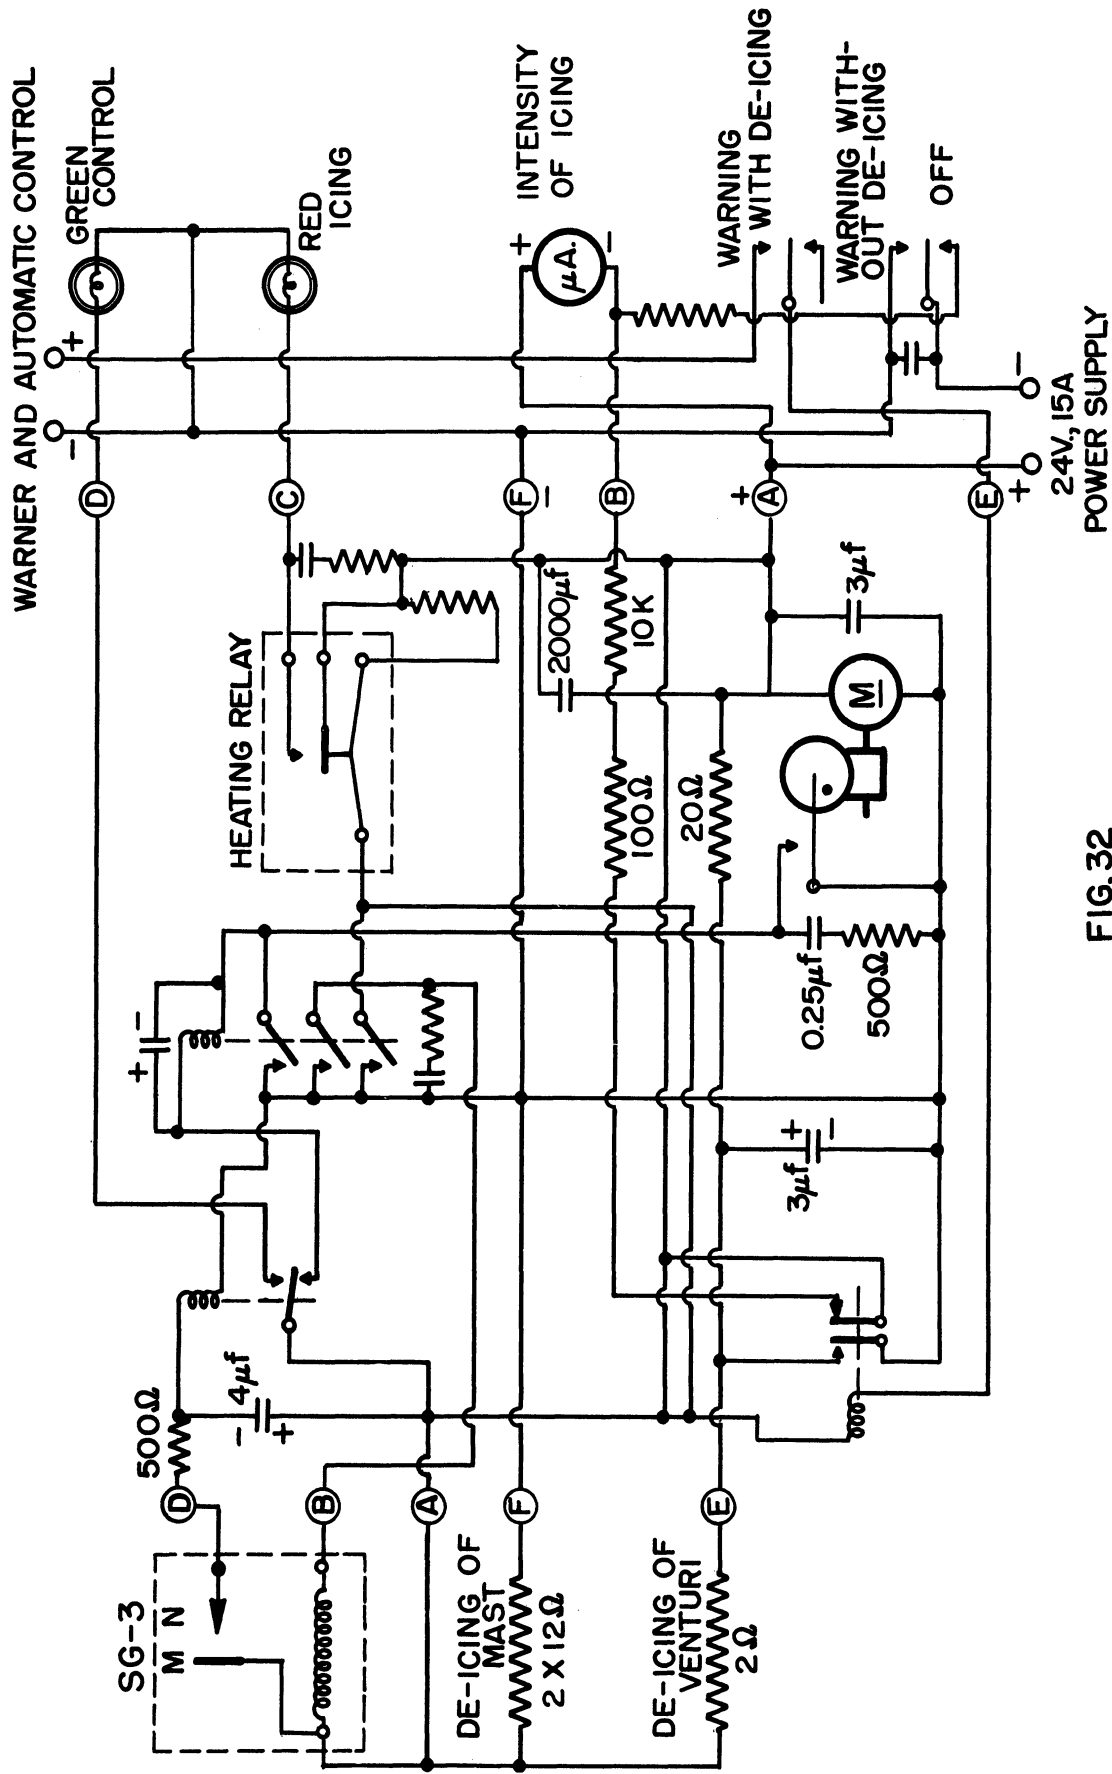 WARNER AND AUTOMATIC CONTROL
GREEN
CONTROL
RED
ICING
INTENSITY
OF ICING
WARNING
WITH DE-ICING
WARNING WITH-
OUT DE-ICING
OFF
+
-
+
μA.
-
D
C
F
-
B
+
A
E
+
-
24V., 15A
POWER SUPPLY
HEATING RELAY
2000μf
10K
3μf
M
100Ω
20Ω
0.25μf
500Ω
+
-
3μf
+
-
500Ω
4μf
-
+
D
B
A
F
E
SG-3
M N
DE-ICING OF
MAST
2 X 12Ω
DE-ICING OF
VENTURI
2Ω
FIG. 32